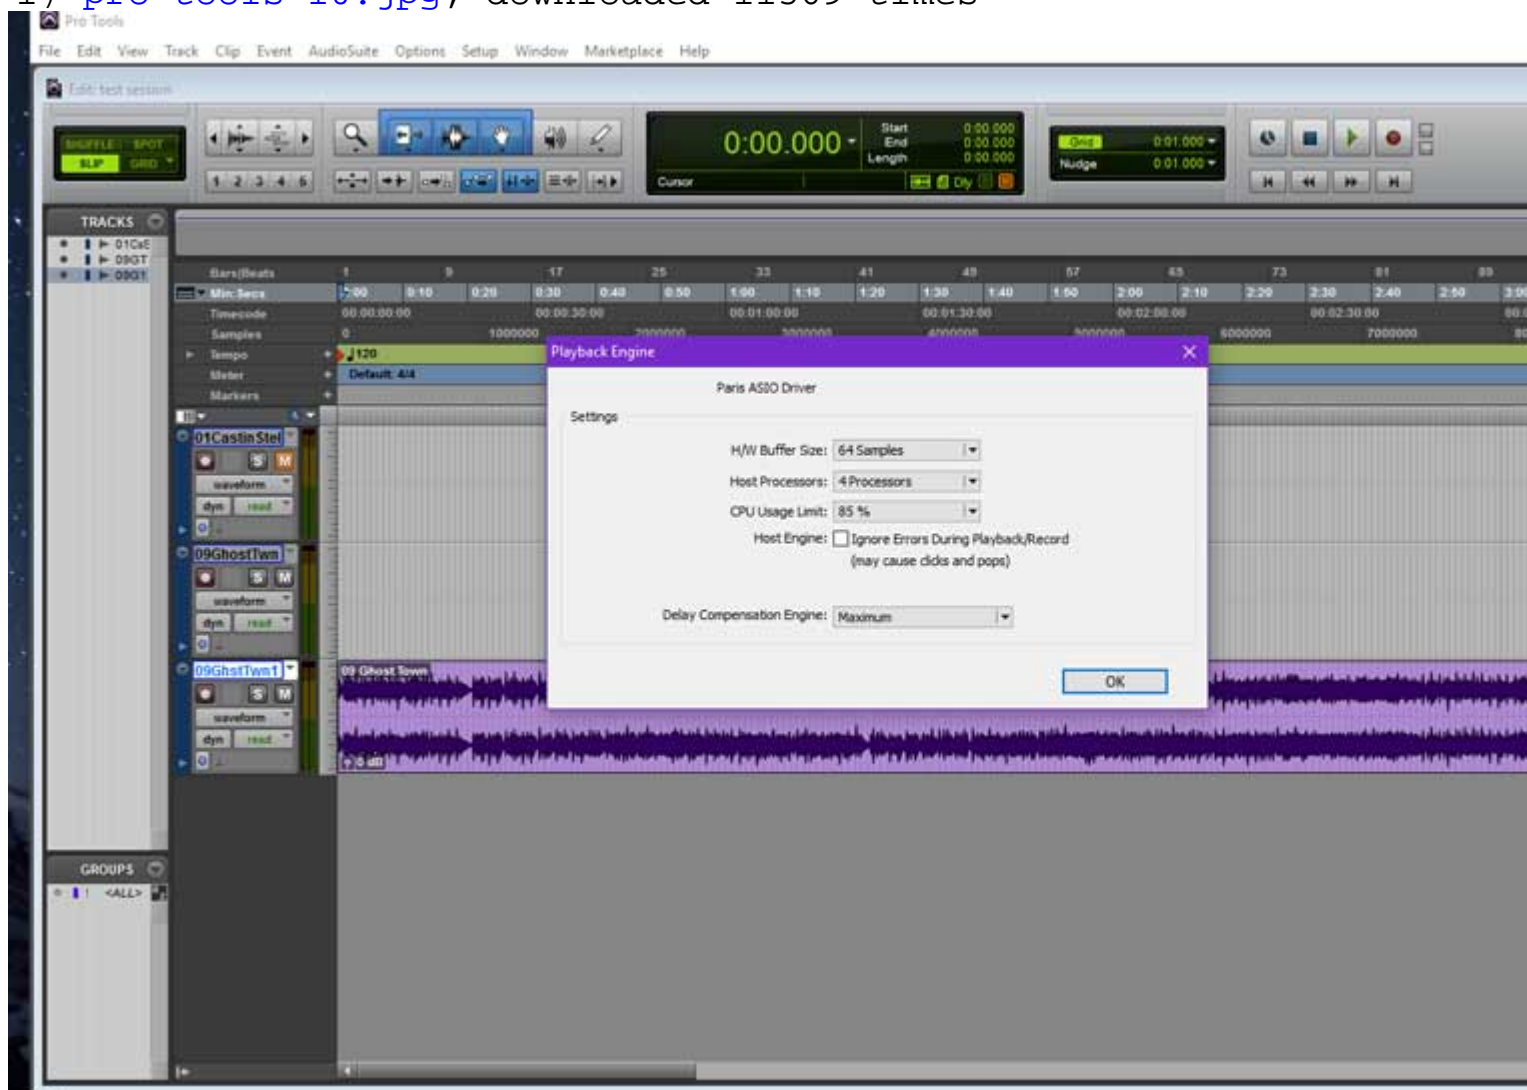 1) pro tools 10.jpg, downloaded 11509 times
Pro Tools
File Edit View Track Clip Event AudioSuite Options Setup Window Marketplace Help
Edit: test session
SHUFFLE SPOT
SLIP GRID
1 2 3 4 5
0:00.000
Start 0:00.000
End 0:00.000
Length 0:00.000
Cursor
Dly
Grid 0:01.000
Nudge 0:01.000
TRACKS
01CaS
09GT
09GT
Bars|Beats 1 9 17 25 33 41 49 57 65 73 81 89
Min:Secs 0:00 0:10 0:20 0:30 0:40 0:50 1:00 1:10 1:20 1:30 1:40 1:50 2:00 2:10 2:20 2:30 2:40 2:50 3:00
Timecode 00:00:00:00 00:00:30:00 00:01:00:00 00:01:30:00 00:02:00:00 00:02:30:00
Samples 0 1000000 2000000 3000000 4000000 5000000 6000000 7000000
Tempo 120
Meter Default: 4/4
Markers
Playback Engine
Paris ASIO Driver
Settings
H/W Buffer Size: 64 Samples
Host Processors: 4 Processors
CPU Usage Limit: 85 %
Host Engine: Ignore Errors During Playback/Record
(may cause clicks and pops)
Delay Compensation Engine: Maximum
OK
01CastinStel
S M
waveform
dyn read
09GhostTwn
S M
waveform
dyn read
09GhstTwn1
S M
waveform
dyn read
09 Ghost Town
0 dB
GROUPS
! <ALL>